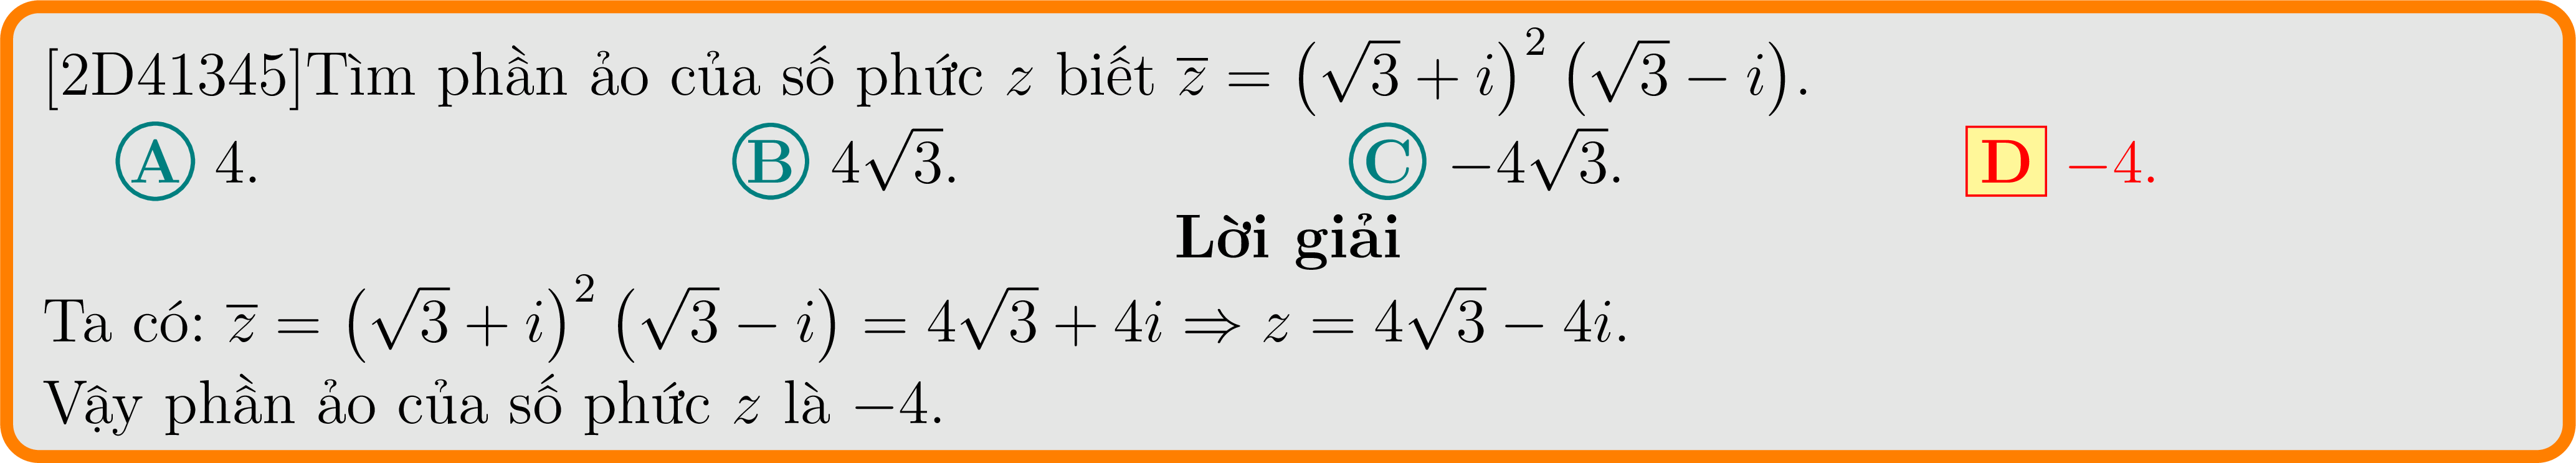 [2D41345]Tìm phần ảo của số phức $z$ biết $\overline{z} = \left(\sqrt{3} + i\right)^2 \left(\sqrt{3} - i\right)$.
A 4. B $4\sqrt{3}$. C $-4\sqrt{3}$. D $-4$.
Lời giải
Ta có: $\overline{z} = \left(\sqrt{3} + i\right)^2 \left(\sqrt{3} - i\right) = 4\sqrt{3} + 4i \Rightarrow z = 4\sqrt{3} - 4i$.
Vậy phần ảo của số phức $z$ là $-4$.